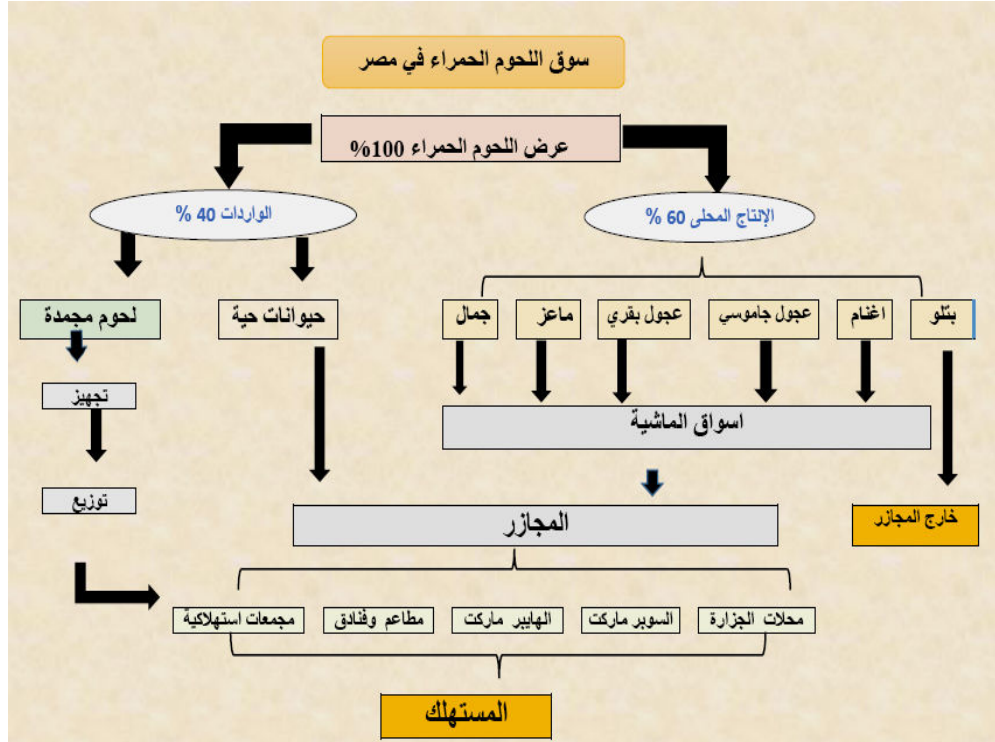 سوق اللحوم الحمراء في مصر
عرض اللحوم الحمراء 100%
الإنتاج المحلى 60 %
الواردات 40 %
بتلو
اغنام
عجول جاموسي
عجول بقري
ماعز
جمال
حيوانات حية
لحوم مجمدة
تجهيز
اسواق الماشية
توزيع
خارج المجازر
المجازر
محلات الجزارة
السوبر ماركت
الهايبر ماركت
مطاعم وفنادق
مجمعات استهلاكية
المستهلك